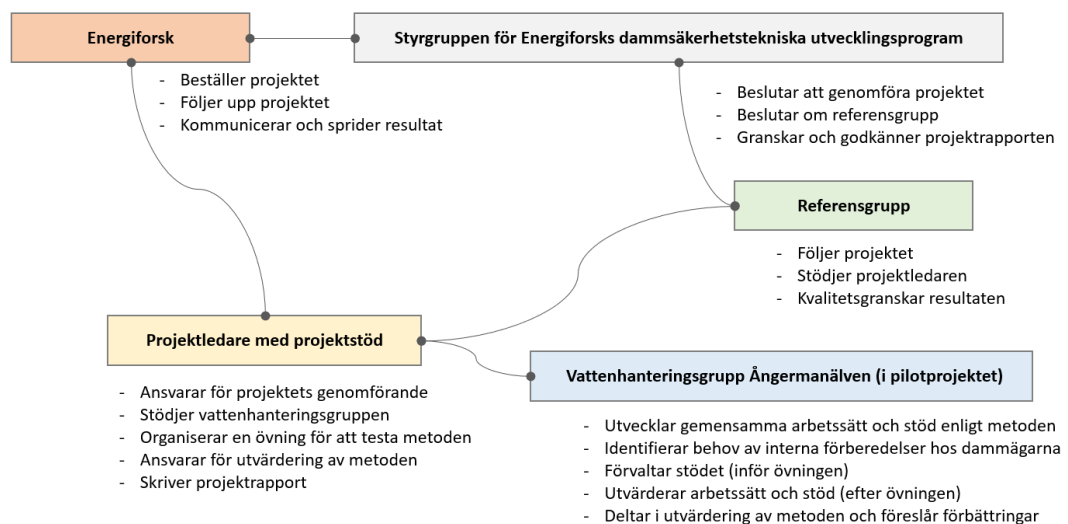 Energiforsk
Styrgruppen för Energiforsks dammsäkerhetstekniska utvecklingsprogram
- Beställer projektet
- Följer upp projektet
- Kommunicerar och sprider resultat
- Beslutar att genomföra projektet
- Beslutar om referensgrupp
- Granskar och godkänner projektrapporten
Referensgrupp
- Följer projektet
- Stödjer projektledaren
- Kvalitetsgranskar resultaten
Projektledare med projektstöd
- Ansvarar för projektets genomförande
- Stödjer vattenhanteringsgruppen
- Organiserar en övning för att testa metoden
- Ansvarar för utvärdering av metoden
- Skriver projektrapport
Vattenhanteringsgrupp Ångermanälven (i pilotprojektet)
- Utvecklar gemensamma arbetssätt och stöd enligt metoden
- Identifierar behov av interna förberedelser hos dammägarna
- Förvaltar stödet (inför övningen)
- Utvärderar arbetssätt och stöd (efter övningen)
- Deltar i utvärdering av metoden och föreslår förbättringar